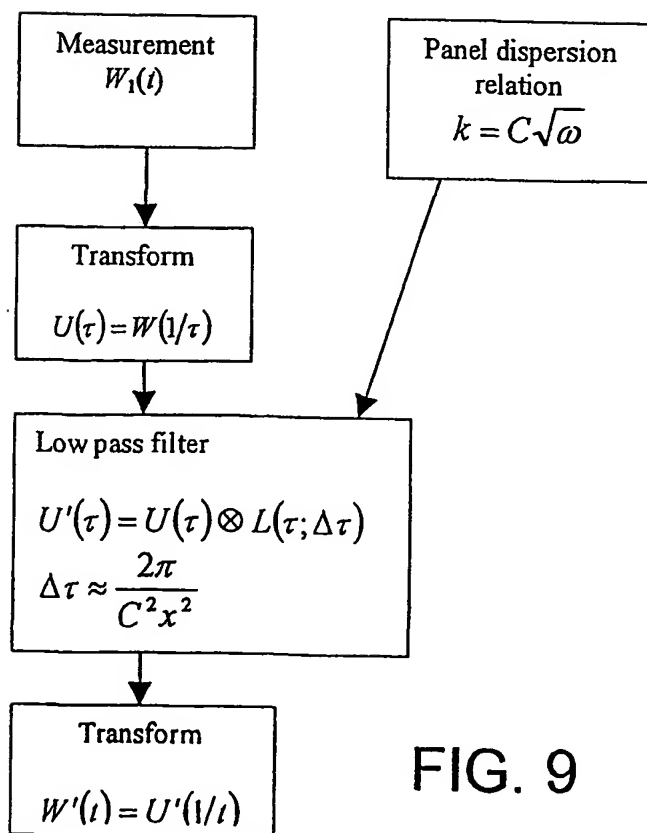 Measurement
W₁(t)
Panel dispersion
relation
k = C√ω
Transform
U(τ) = W(1/τ)
Low pass filter
U'(τ) = U(τ) ⊗ L(τ; Δτ)
Δτ ≈ 2π / C²x²
Transform
W'(t) = U'(1/t)
FIG. 9